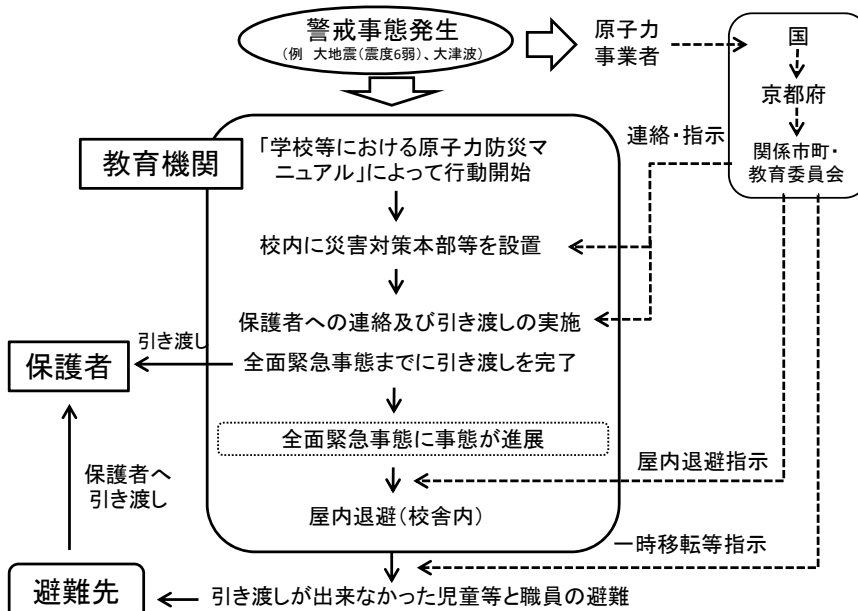 警戒事態発生
（例　大地震（震度6弱）、大津波）
原子力
事業者
国
京都府
関係市町・
教育委員会
連絡・指示
教育機関
「学校等における原子力防災マ
ニュアル」によって行動開始
校内に災害対策本部等を設置
保護者への連絡及び引き渡しの実施
引き渡し
保護者
全面緊急事態までに引き渡しを完了
全面緊急事態に事態が進展
屋内退避指示
保護者へ
引き渡し
屋内退避（校舎内）
一時移転等指示
避難先
引き渡しが出来なかった児童等と職員の避難